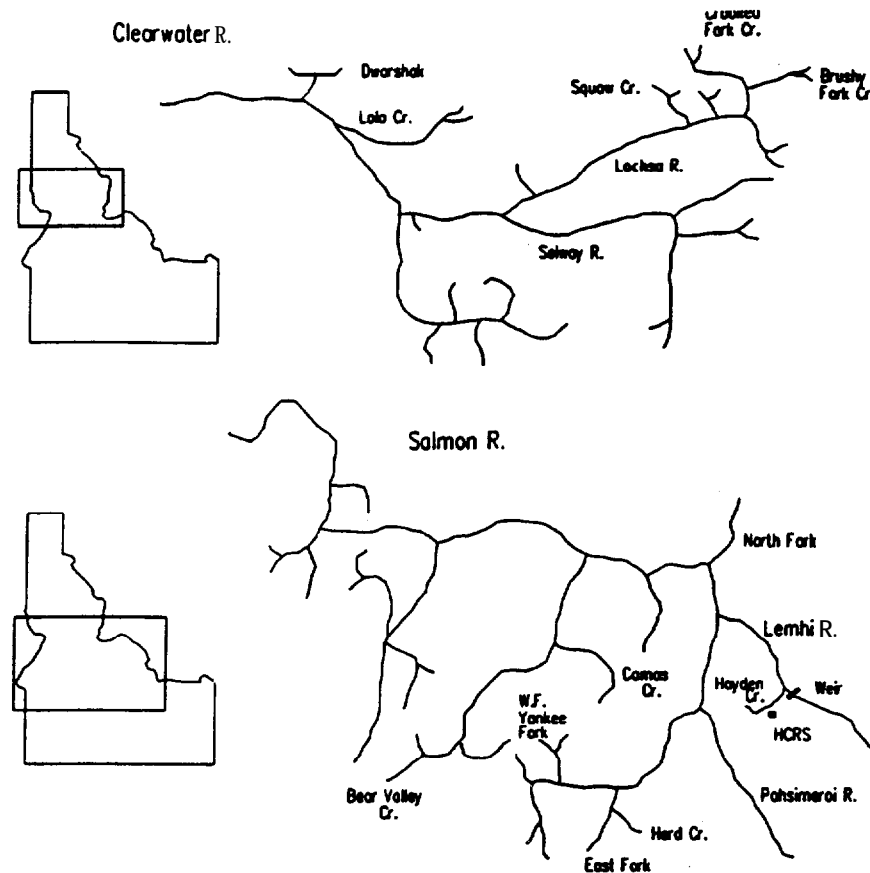 Clearwater R.
Crooked
Fork Cr.
Dworshak
Squaw Cr.
Brushy
Fork Cr
Lolo Cr.
Lochsa R.
Selway R.
Salmon R.
North Fork
Lemhi R.
Camas
Cr.
Hayden
Cr.
Weir
W.F.
Yankee
Fork
HCRS
Bear Valley
Cr.
Pahsimeroi R.
Herd Cr.
East Fork